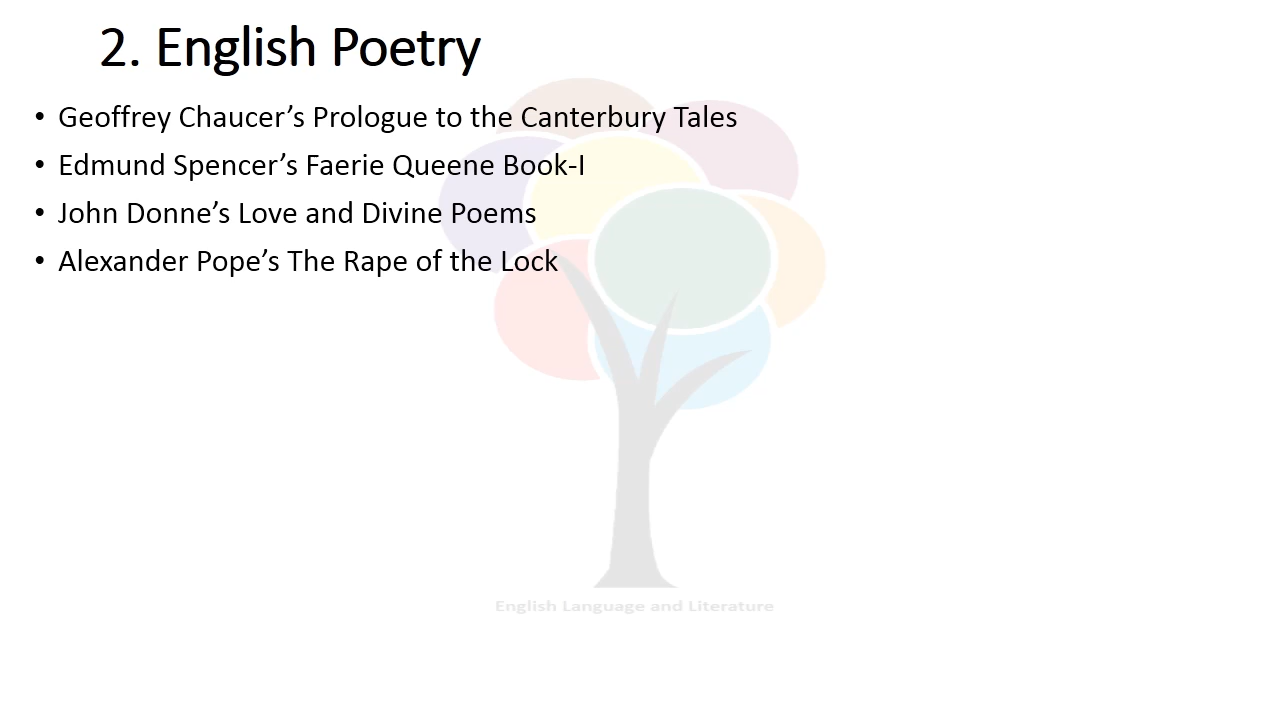 2. English Poetry
• Geoffrey Chaucer’s Prologue to the Canterbury Tales
• Edmund Spencer’s Faerie Queene Book-I
• John Donne’s Love and Divine Poems
• Alexander Pope’s The Rape of the Lock
English Language and Literature